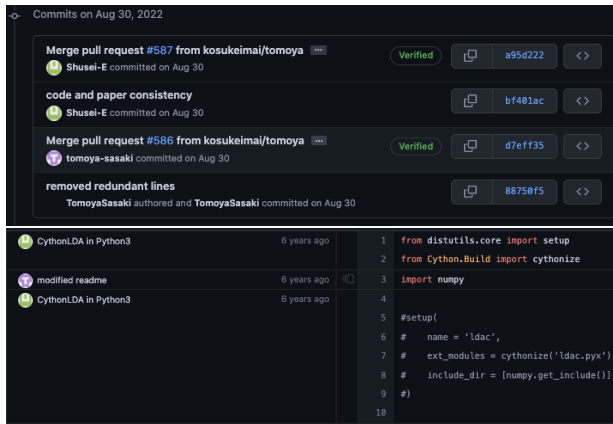 Commits on Aug 30, 2022
Merge pull request #587 from kosukeimai/tomoya ...
Shusei-E committed on Aug 30
Verified
a95d222
<>
code and paper consistency
Shusei-E committed on Aug 30
bf401ac
<>
Merge pull request #586 from kosukeimai/tomoya ...
tomoya-sasaki committed on Aug 30
Verified
d7eff35
<>
removed redundant lines
TomoyaSasaki authored and TomoyaSasaki committed on Aug 30
88750f5
<>
CythonLDA in Python3 6 years ago 1 from distutils.core import setup
2 from Cython.Build import cythonize
modified readme 6 years ago 3 import numpy
CythonLDA in Python3 6 years ago 4
5 #setup(
6 # name = 'ldac',
7 # ext_modules = cythonize('ldac.pyx')
8 # include_dir = [numpy.get_include()]
9 #)
10